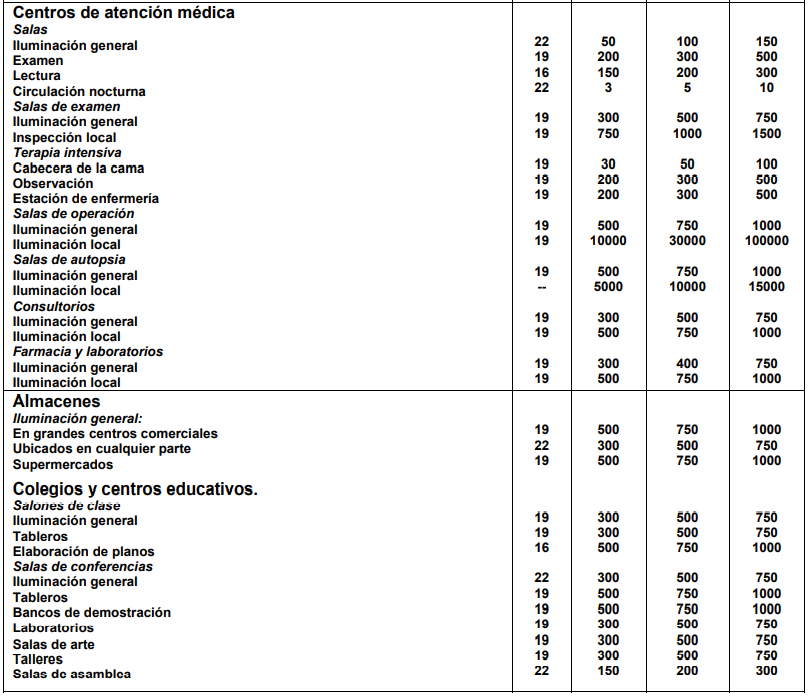 Centros de atención médica
Salas
Iluminación general 22 50 100 150
Examen 19 200 300 500
Lectura 16 150 200 300
Circulación nocturna 22 3 5 10
Salas de examen
Iluminación general 19 300 500 750
Inspección local 19 750 1000 1500
Terapia intensiva
Cabecera de la cama 19 30 50 100
Observación 19 200 300 500
Estación de enfermería 19 200 300 500
Salas de operación
Iluminación general 19 500 750 1000
Iluminación local 19 10000 30000 100000
Salas de autopsia
Iluminación general 19 500 750 1000
Iluminación local -- 5000 10000 15000
Consultorios
Iluminación general 19 300 500 750
Iluminación local 19 500 750 1000
Farmacia y laboratorios
Iluminación general 19 300 400 750
Iluminación local 19 500 750 1000
Almacenes
Iluminación general:
En grandes centros comerciales 19 500 750 1000
Ubicados en cualquier parte 22 300 500 750
Supermercados 19 500 750 1000
Colegios y centros educativos.
Salones de clase
Iluminación general 19 300 500 750
Tableros 19 300 500 750
Elaboración de planos 16 500 750 1000
Salas de conferencias
Iluminación general 22 300 500 750
Tableros 19 500 750 1000
Bancos de demostración 19 500 750 1000
Laboratorios 19 300 500 750
Salas de arte 19 300 500 750
Talleres 19 300 500 750
Salas de asamblea 22 150 200 300